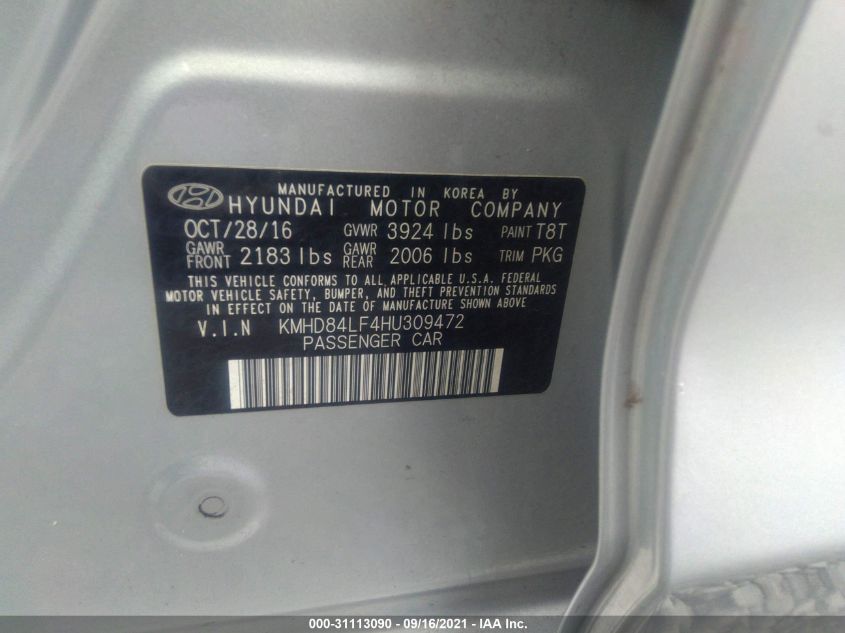 MANUFACTURED IN KOREA BY
HYUNDAI MOTOR COMPANY
OCT/28/16 GVWR 3924 lbs PAINT T8T
GAWR FRONT 2183 lbs GAWR REAR 2006 lbs TRIM PKG
THIS VEHICLE CONFORMS TO ALL APPLICABLE U.S.A. FEDERAL
MOTOR VEHICLE SAFETY, BUMPER, AND THEFT PREVENTION STANDARDS
IN EFFECT ON THE DATE OF MANUFACTURE SHOWN ABOVE
V.I.N KMHD84LF4HU309472
PASSENGER CAR
000-31113090 - 09/16/2021 - IAA Inc.